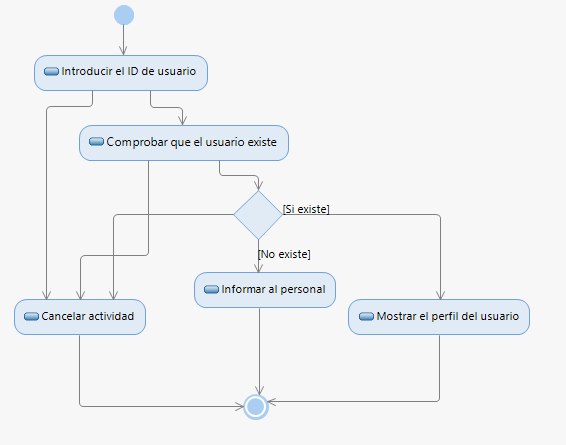 Introducir el ID de usuario
Comprobar que el usuario existe
[Si existe]
[No existe]
Informar al personal
Cancelar actividad
Mostrar el perfil del usuario